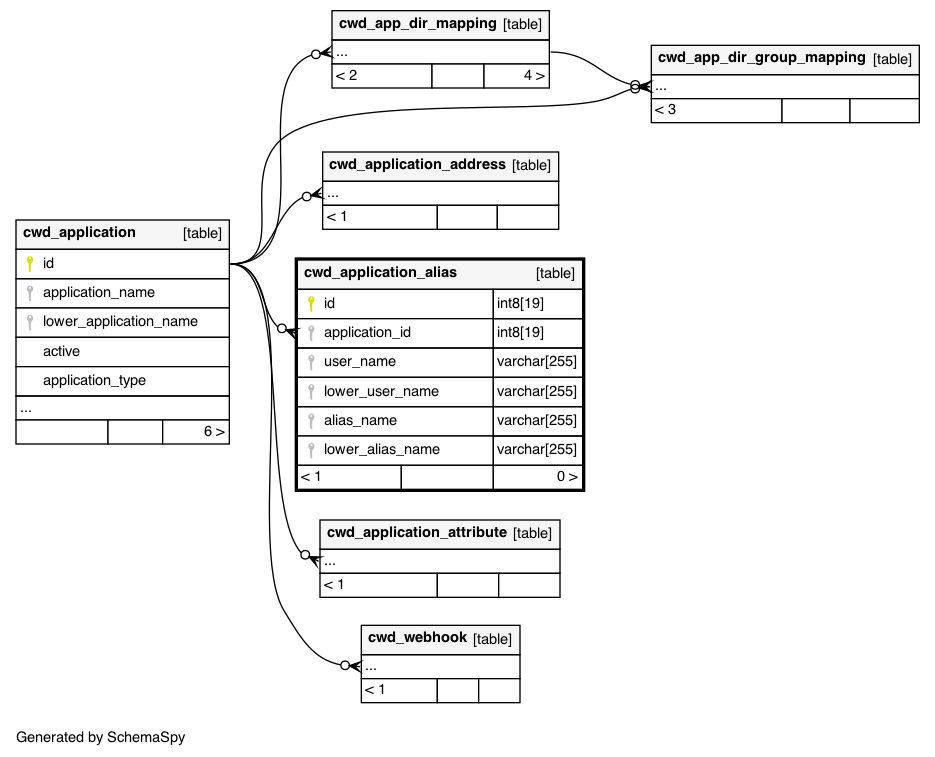 cwd_app_dir_mapping [table]
...
< 2 4 >
cwd_app_dir_group_mapping [table]
...
< 3
cwd_application_address [table]
...
< 1
cwd_application [table]
id
application_name
lower_application_name
active
application_type
...
6 >
cwd_application_alias [table]
id int8[19]
application_id int8[19]
user_name varchar[255]
lower_user_name varchar[255]
alias_name varchar[255]
lower_alias_name varchar[255]
< 1 0 >
cwd_application_attribute [table]
...
< 1
cwd_webhook [table]
...
< 1
Generated by SchemaSpy